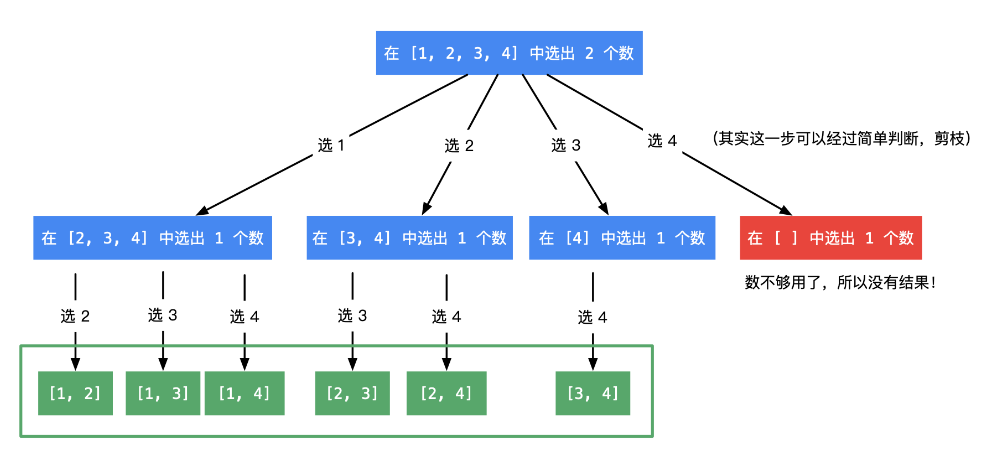 在 [1, 2, 3, 4] 中选出 2 个数
选 1
选 2
选 3
选 4
（其实这一步可以经过简单判断，剪枝）
在 [2, 3, 4] 中选出 1 个数
在 [3, 4] 中选出 1 个数
在 [4] 中选出 1 个数
在 [ ] 中选出 1 个数
数不够用了，所以没有结果！
选 2
选 3
选 4
选 3
选 4
选 4
[1, 2]
[1, 3]
[1, 4]
[2, 3]
[2, 4]
[3, 4]